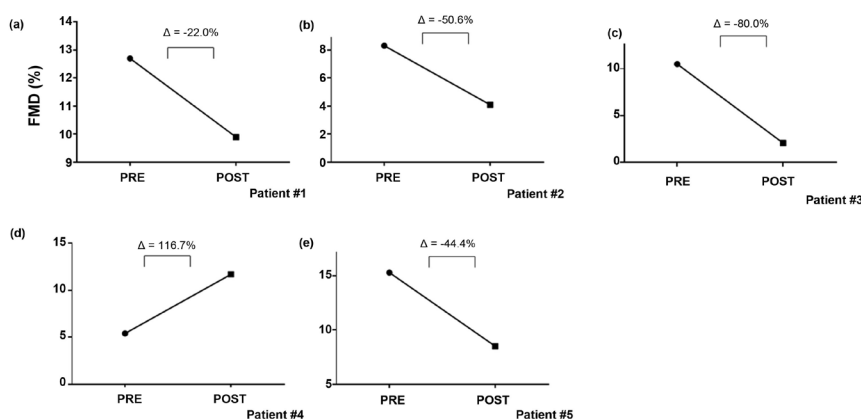 (a)
Δ = -22.0%
FMD (%)
14
13
12
11
10
9
PRE POST
Patient #1
(b)
Δ = -50.6%
8
6
4
2
0
PRE POST
Patient #2
(c)
Δ = -80.0%
10
5
0
PRE POST
Patient #3
(d)
Δ = 116.7%
15
10
5
0
PRE POST
Patient #4
(e)
Δ = -44.4%
15
10
5
PRE POST
Patient #5